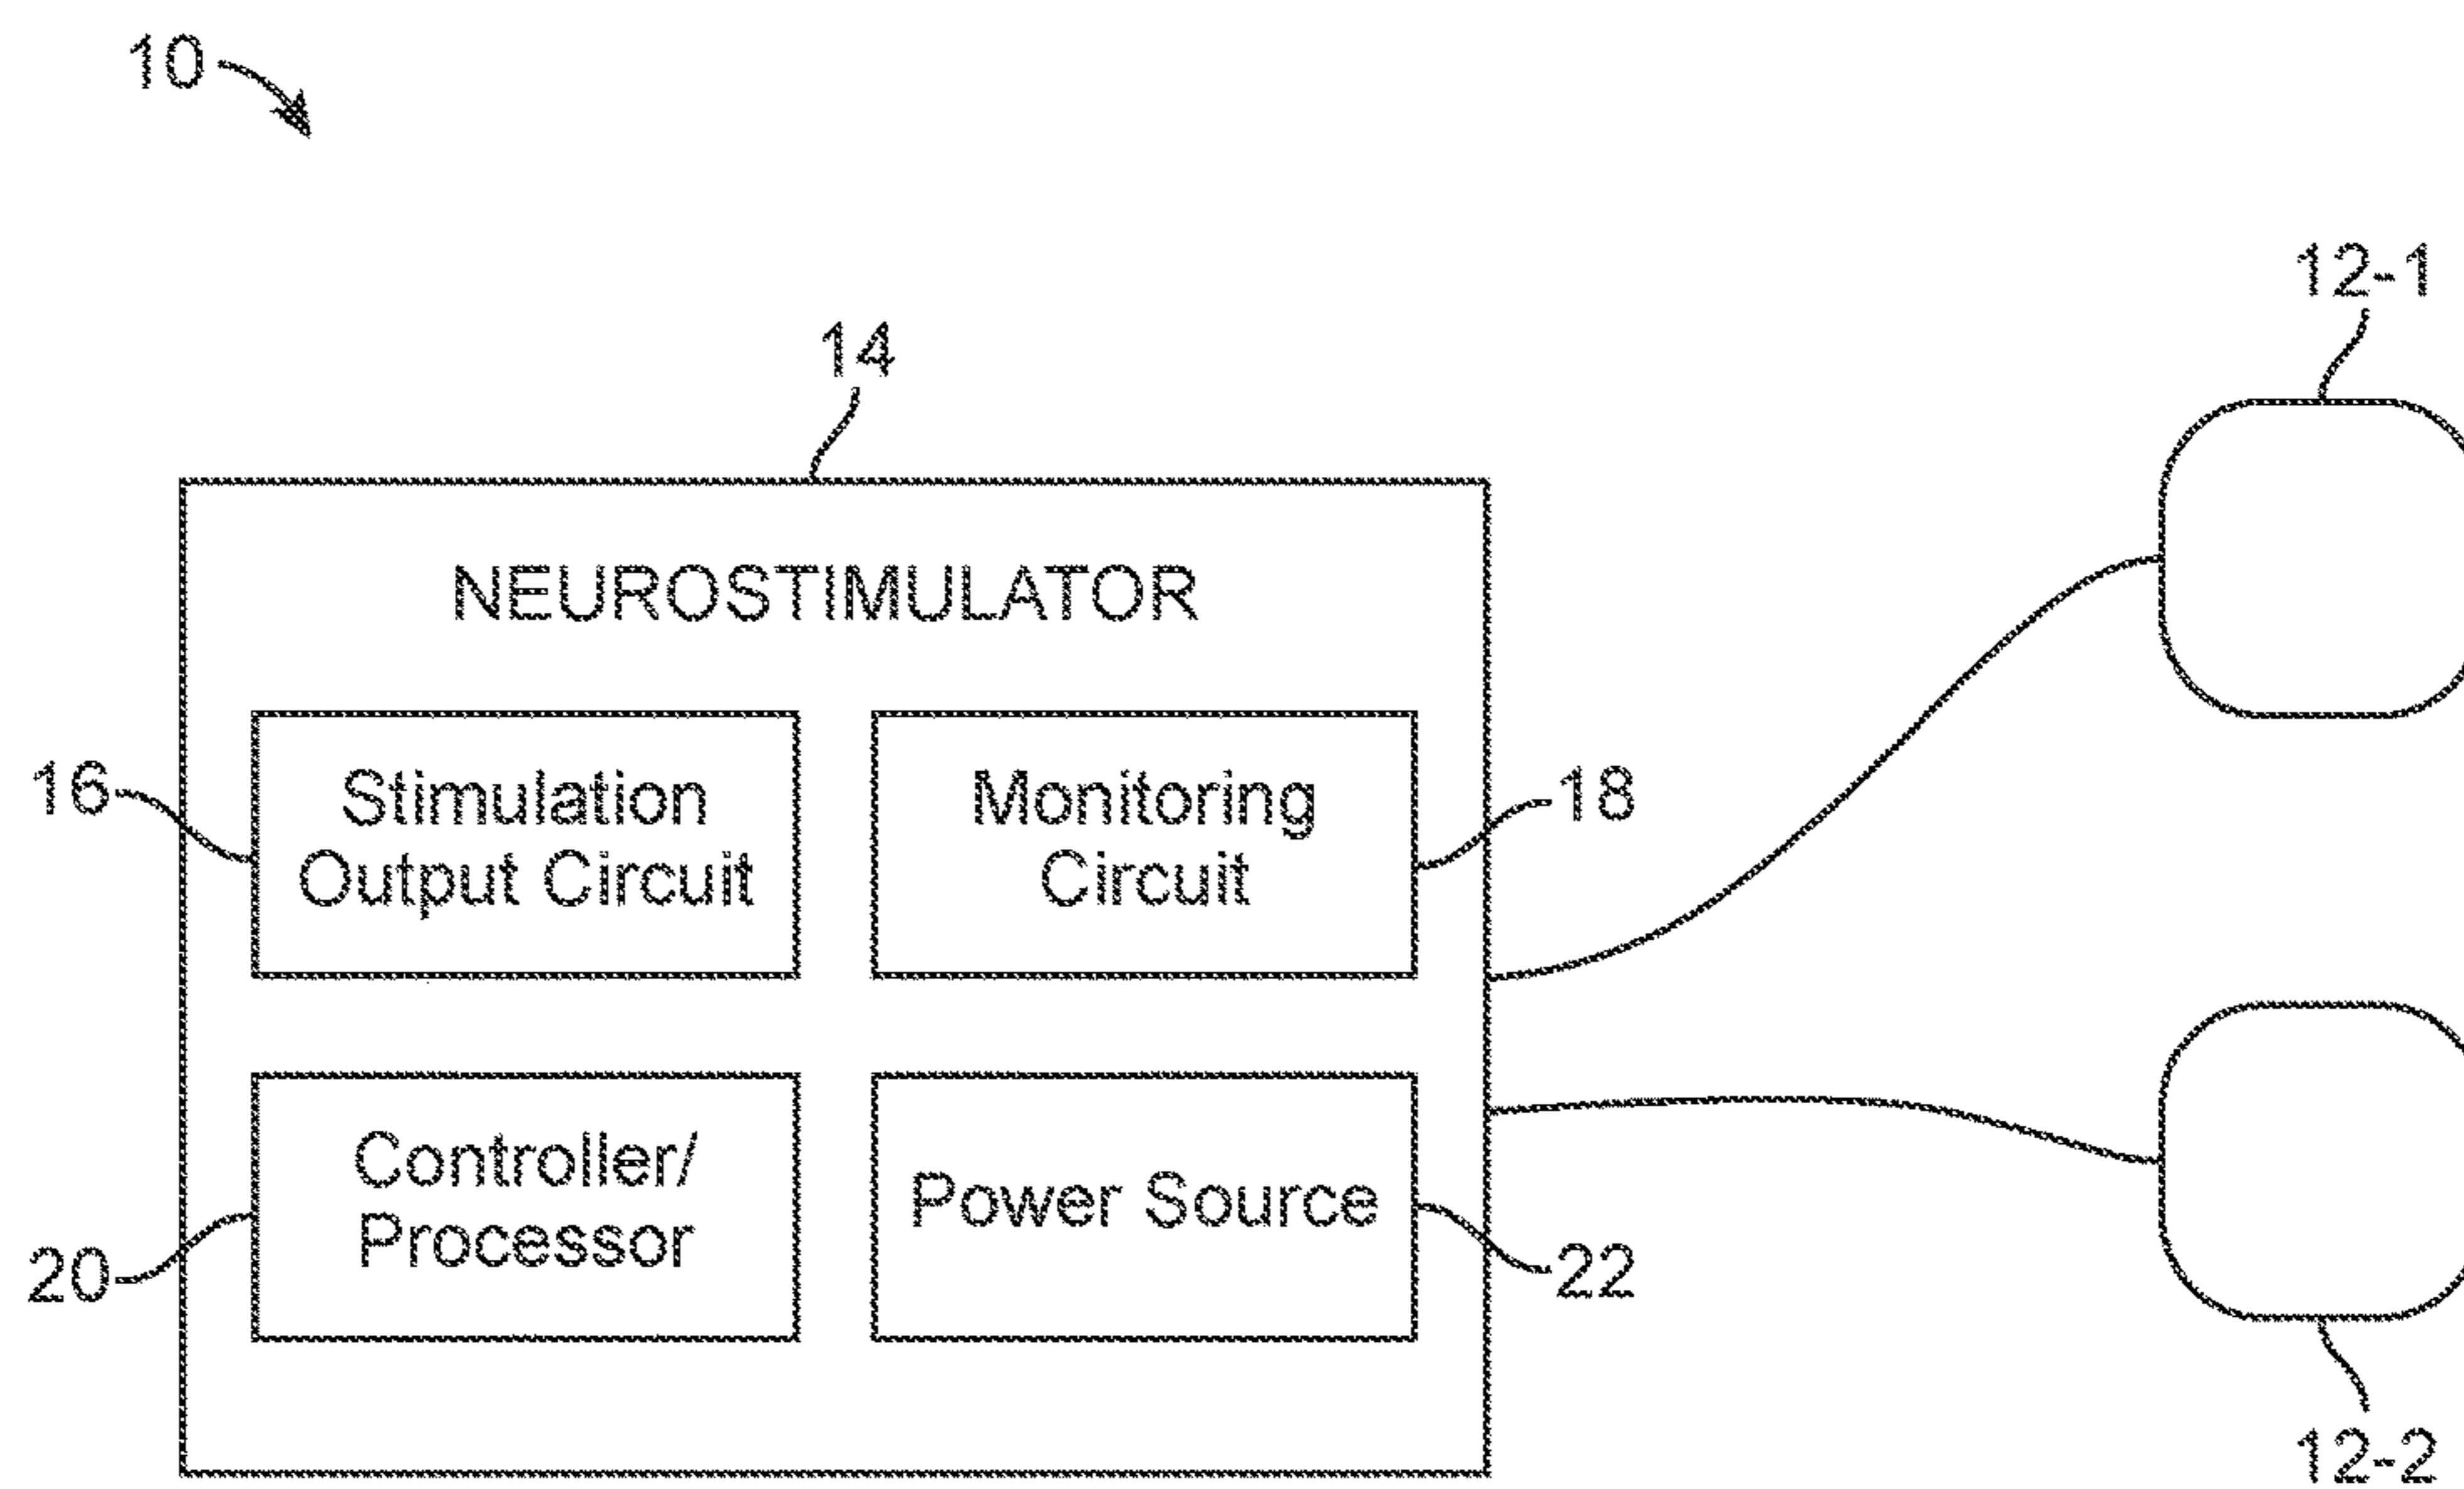 10
12-1
14
NEUROSTIMULATOR
16
Stimulation
Output Circuit
Monitoring
Circuit
18
Controller/
Processor
20
Power Source
22
12-2